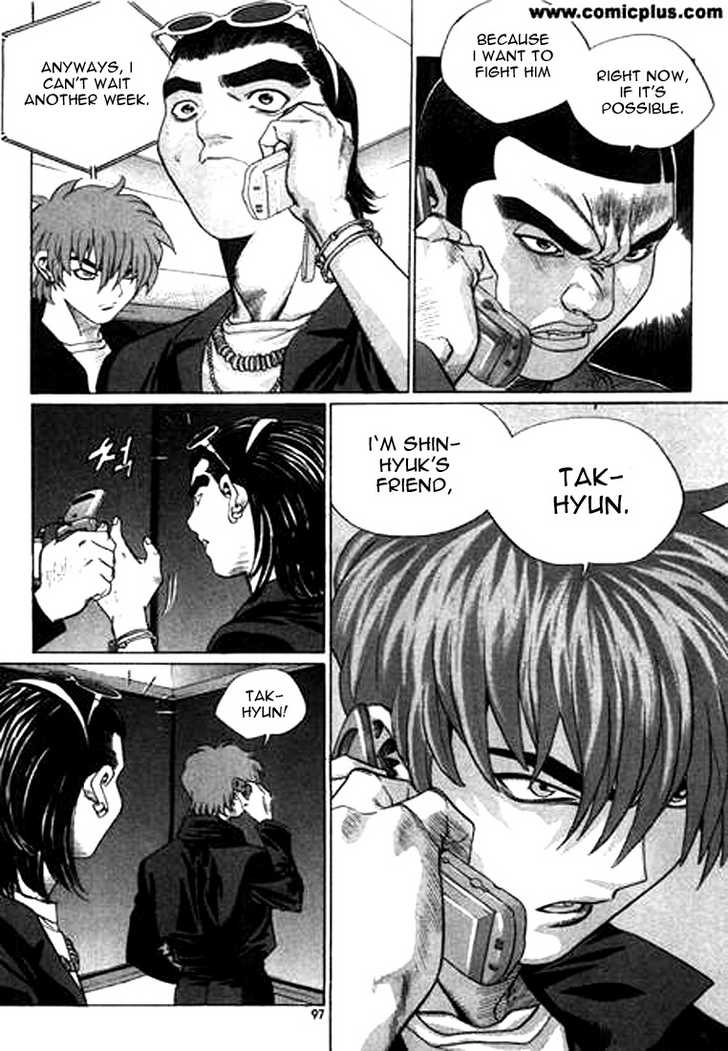 www.comicplus.com
ANYWAYS, I
CAN'T WAIT
ANOTHER WEEK.
BECAUSE
I WANT TO
FIGHT HIM
RIGHT NOW,
IF IT'S
POSSIBLE.
척
I'M SHIN-
HYUK'S
FRIEND,
TAK-
HYUN.
TAK-
HYUN!
97